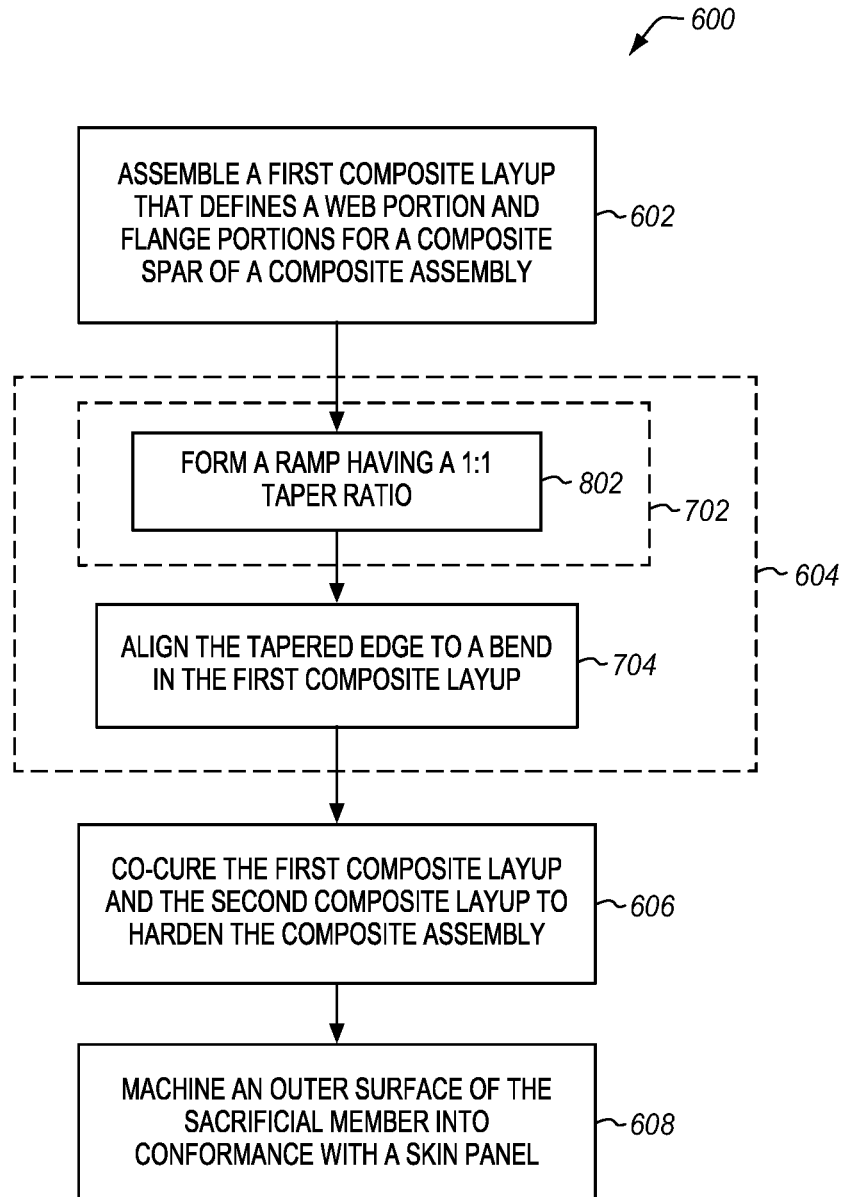 600
ASSEMBLE A FIRST COMPOSITE LAYUP
THAT DEFINES A WEB PORTION AND
FLANGE PORTIONS FOR A COMPOSITE
SPAR OF A COMPOSITE ASSEMBLY
602
FORM A RAMP HAVING A 1:1
TAPER RATIO
802
702
604
ALIGN THE TAPERED EDGE TO A BEND
IN THE FIRST COMPOSITE LAYUP
704
CO-CURE THE FIRST COMPOSITE LAYUP
AND THE SECOND COMPOSITE LAYUP TO
HARDEN THE COMPOSITE ASSEMBLY
606
MACHINE AN OUTER SURFACE OF THE
SACRIFICIAL MEMBER INTO
CONFORMANCE WITH A SKIN PANEL
608